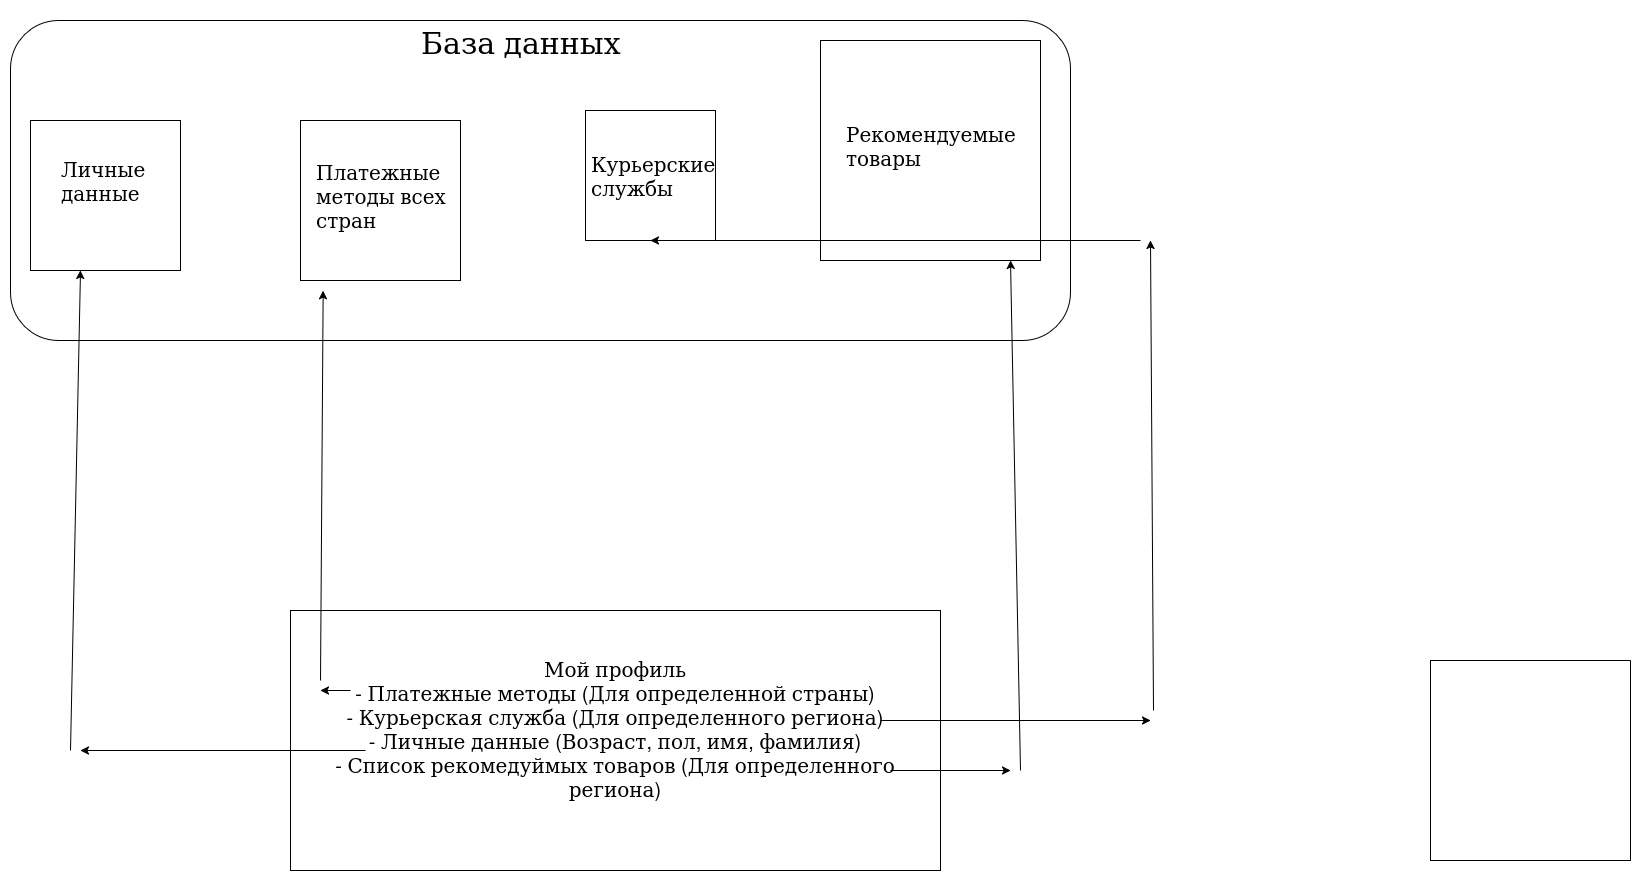 База данных
Личные
данные
Платежные
методы всех
стран
Курьерские
службы
Рекомендуемые
товары
Мой профиль
- Платежные методы (Для определенной страны)
- Курьерская служба (Для определенного региона)
- Личные данные (Возраст, пол, имя, фамилия)
- Список рекомедуймых товаров (Для определенного
региона)